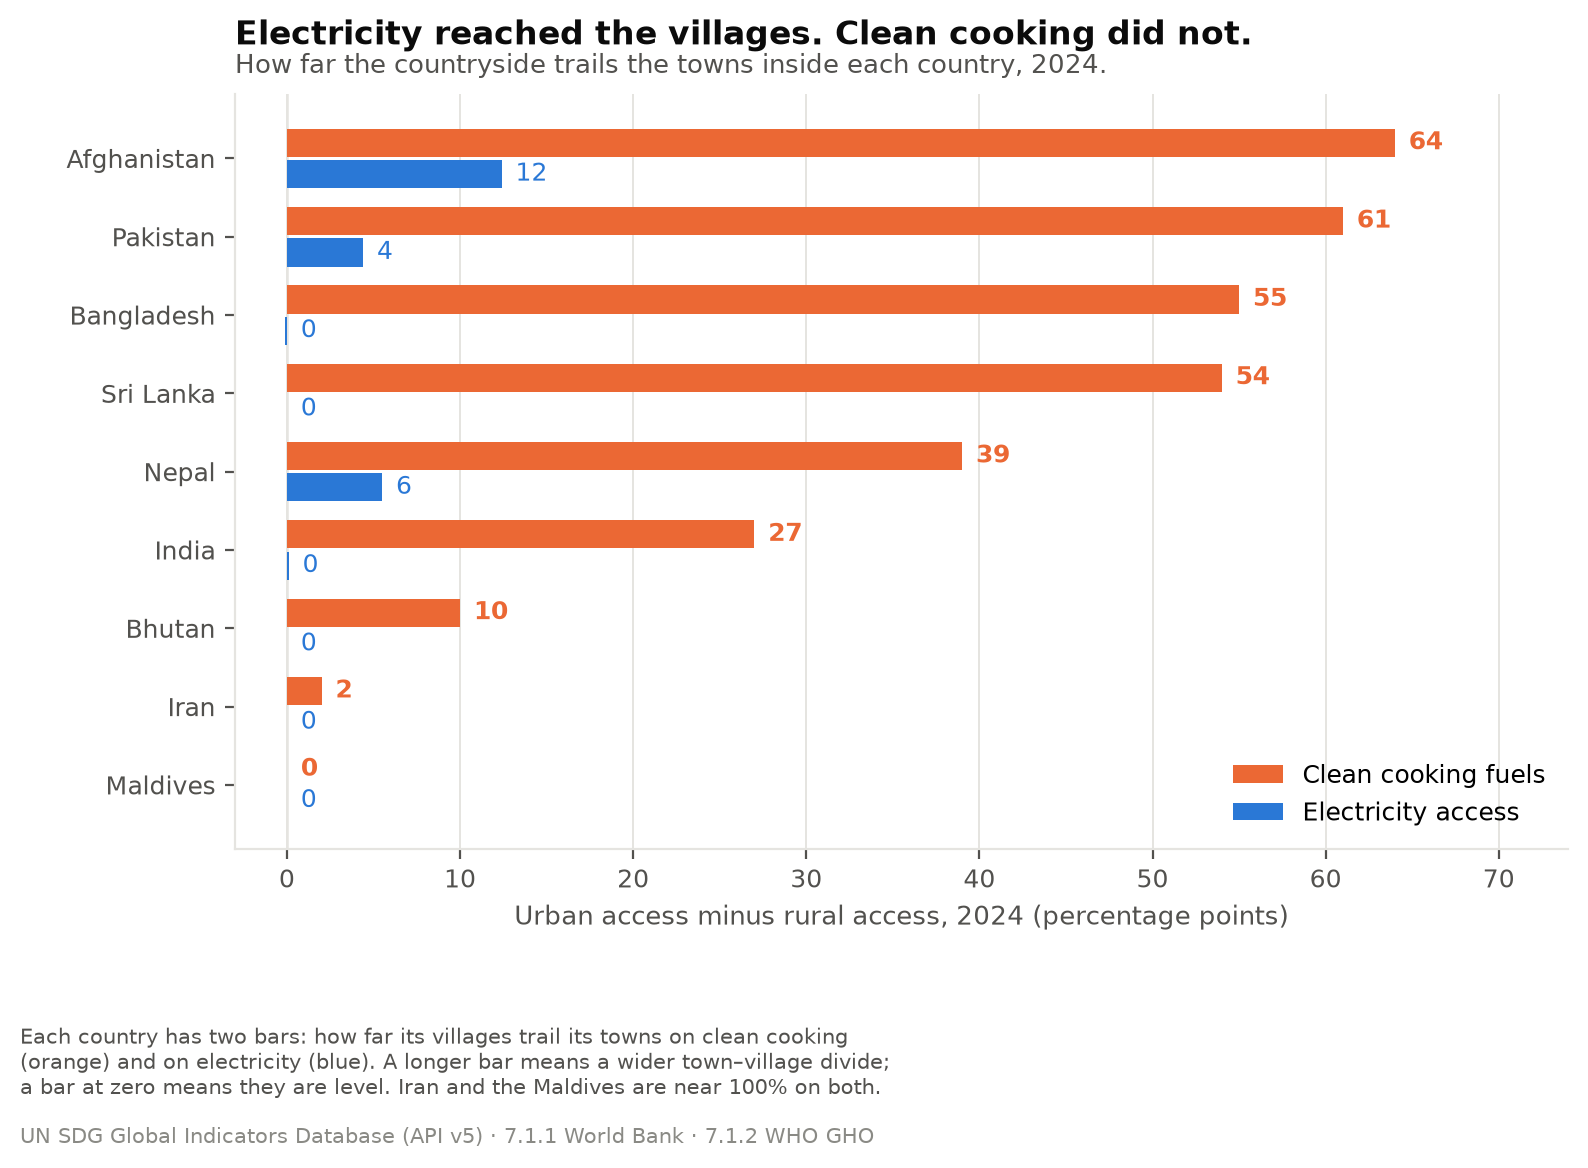 Electricity reached the villages. Clean cooking did not.
How far the countryside trails the towns inside each country, 2024.
Afghanistan
64
12
Pakistan
61
4
Bangladesh
55
0
Sri Lanka
54
0
Nepal
39
6
India
27
0
Bhutan
10
0
Iran
2
0
Maldives
0
0
Clean cooking fuels
Electricity access
0 10 20 30 40 50 60 70
Urban access minus rural access, 2024 (percentage points)
Each country has two bars: how far its villages trail its towns on clean cooking
(orange) and on electricity (blue). A longer bar means a wider town–village divide;
a bar at zero means they are level. Iran and the Maldives are near 100% on both.
UN SDG Global Indicators Database (API v5) · 7.1.1 World Bank · 7.1.2 WHO GHO